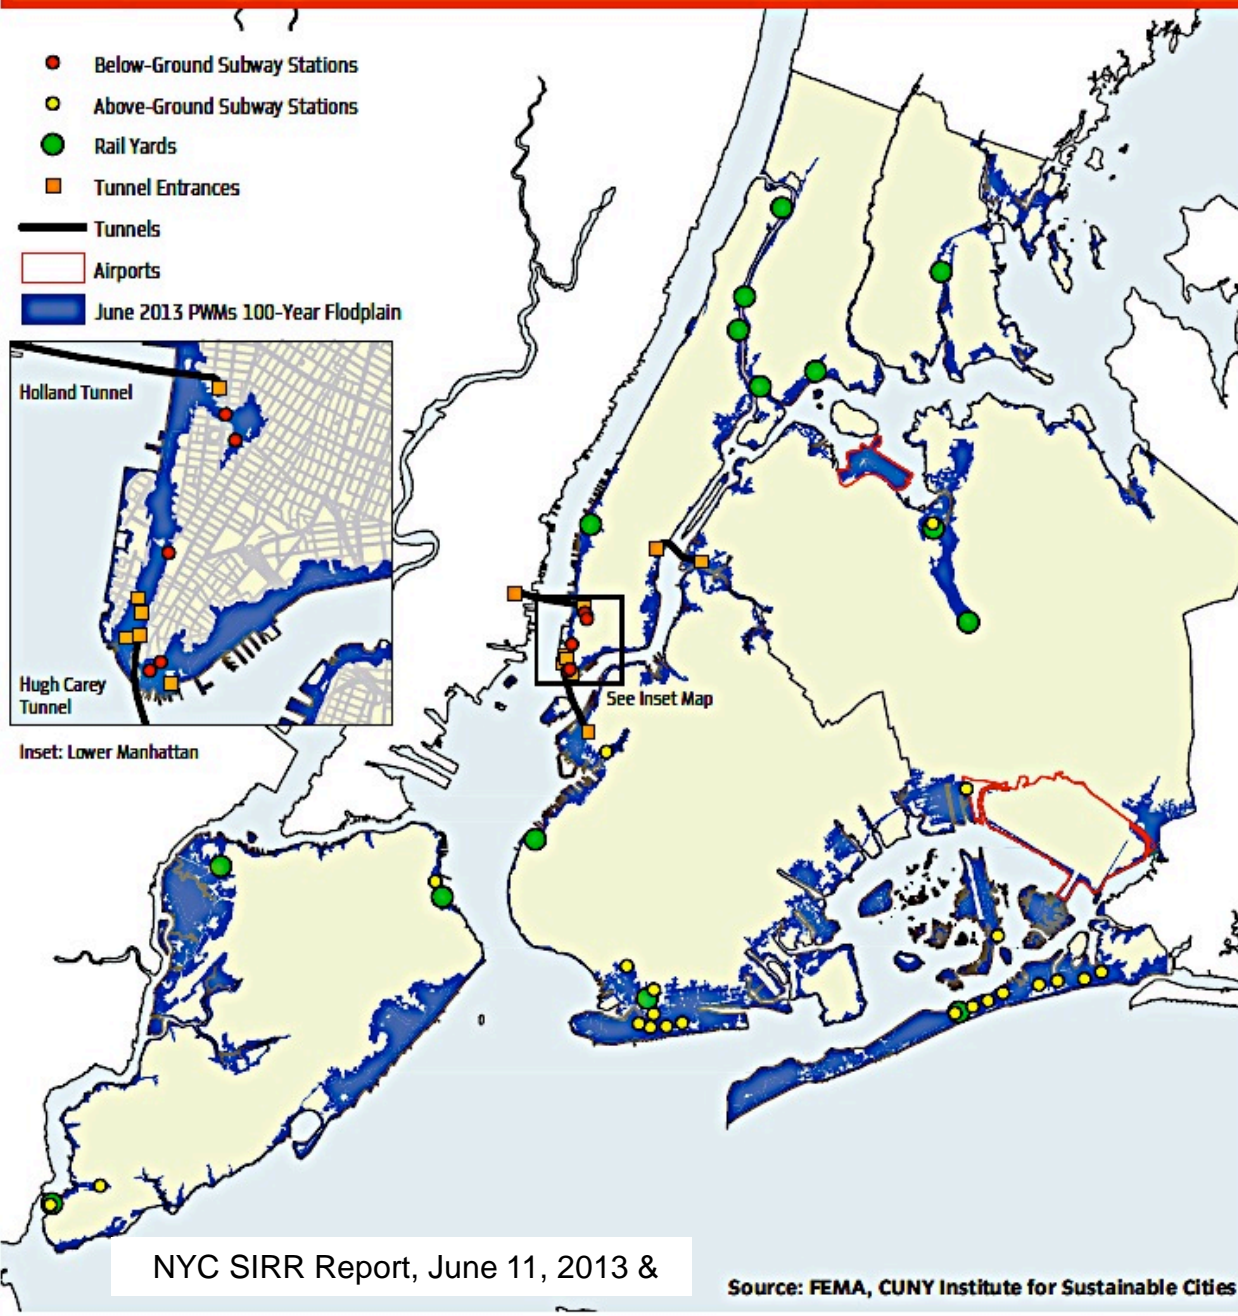 Below-Ground Subway Stations
Above-Ground Subway Stations
Rail Yards
Tunnel Entrances
Tunnels
Airports
June 2013 PWMs 100-Year Flodplain
Holland Tunnel
Hugh Carey
Tunnel
Inset: Lower Manhattan
See Inset Map
NYC SIRR Report, June 11, 2013 &
Source: FEMA, CUNY Institute for Sustainable Cities